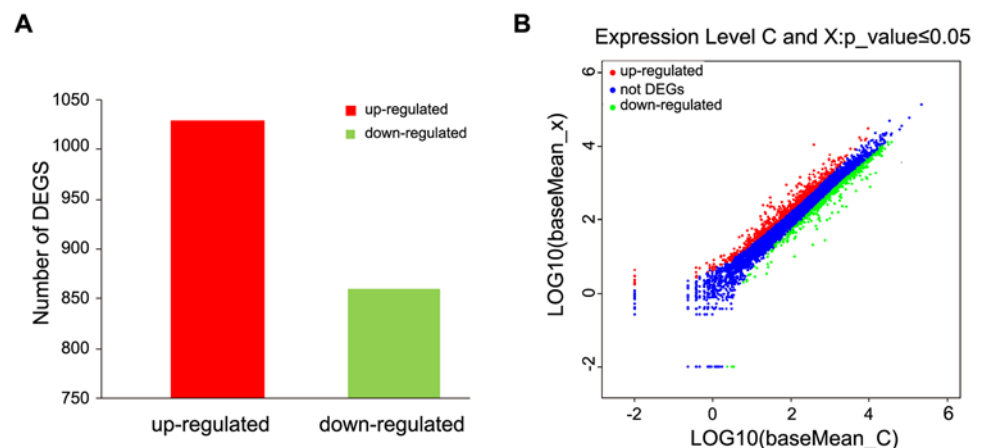 A
Number of DEGS
1050
1000
950
900
850
800
750
up-regulated
down-regulated
up-regulated
down-regulated
B
Expression Level C and X:p_value≤0.05
LOG10(baseMean_x)
6
4
2
0
-2
up-regulated
not DEGs
down-regulated
-2
0
2
4
6
LOG10(baseMean_C)